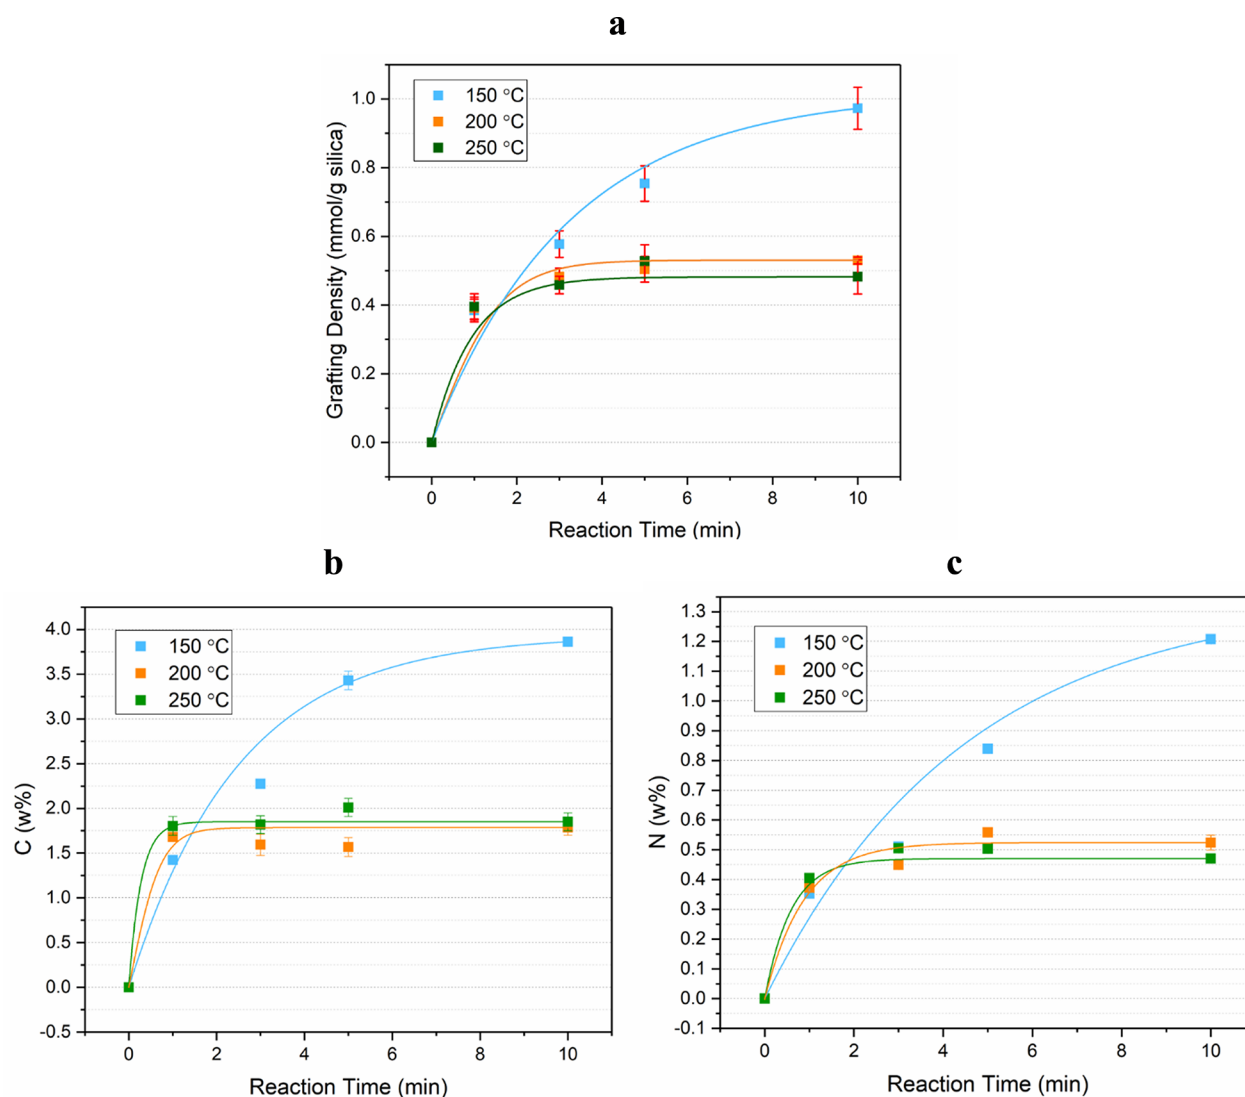 a
150 °C
200 °C
250 °C
Grafting Density (mmol/g silica)
1.0
0.8
0.6
0.4
0.2
0.0
0 2 4 6 8 10
Reaction Time (min)
b
150 °C
200 °C
250 °C
C (w%)
4.0
3.5
3.0
2.5
2.0
1.5
1.0
0.5
0.0
-0.5
0 2 4 6 8 10
Reaction Time (min)
c
150 °C
200 °C
250 °C
N (w%)
1.3
1.2
1.1
1.0
0.9
0.8
0.7
0.6
0.5
0.4
0.3
0.2
0.1
0.0
-0.1
0 2 4 6 8 10
Reaction Time (min)